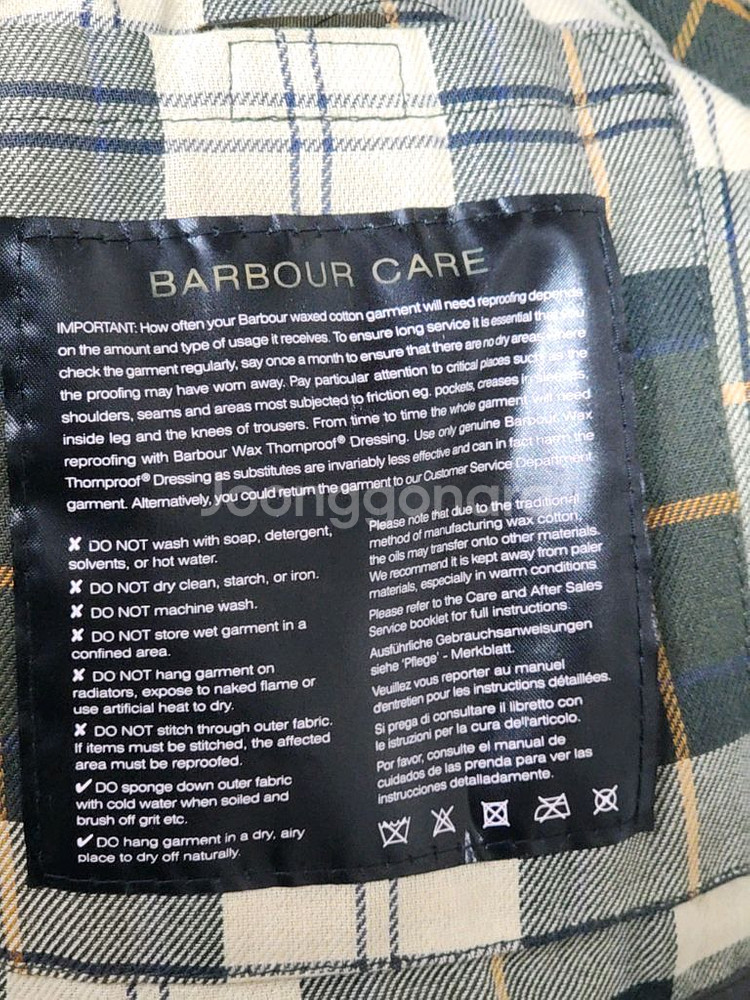 BARBOUR CARE
IMPORTANT: How often your Barbour waxed cotton garment will need reproofing depends
on the amount and type of usage it receives. To ensure long service it is essential that you
check the garment regularly, say once a month to ensure that there are no dry areas where
the proofing may have worn away. Pay particular attention to critical places such as the
shoulders, seams and areas most subjected to friction eg. pockets, creases in sleeves,
inside leg and the knees of trousers. From time to time the whole garment will need
reproofing with Barbour Wax Thornproof® Dressing. Use only genuine Barbour Wax
Thornproof® Dressing as substitutes are invariably less effective and can in fact harm the
garment. Alternatively, you could return the garment to our Customer Service Department
✘ DO NOT wash with soap, detergent,
solvents, or hot water.
✘ DO NOT dry clean, starch, or iron.
✘ DO NOT machine wash.
✘ DO NOT store wet garment in a
confined area.
✘ DO NOT hang garment on
radiators, expose to naked flame or
use artificial heat to dry.
✘ DO NOT stitch through outer fabric.
If items must be stitched, the affected
area must be reproofed.
✔ DO sponge down outer fabric
with cold water when soiled and
brush off grit etc.
✔ DO hang garment in a dry, airy
place to dry off naturally.
Please note that due to the traditional
method of manufacturing wax cotton,
the oils may transfer onto other materials.
We recommend it is kept away from paler
materials, especially in warm conditions
Please refer to the Care and After Sales
Service booklet for full instructions
Ausführliche Gebrauchsanweisungen
siehe 'Pflege' - Merkblatt.
Veuillez vous reporter au manuel
d'entretien pour les instructions détaillées.
Si prega di consultare il libretto con
le istruzioni per la cura dell'articolo.
Por favor, consulte el manual de
cuidados de las prenda para ver las
instrucciones detalladamente.